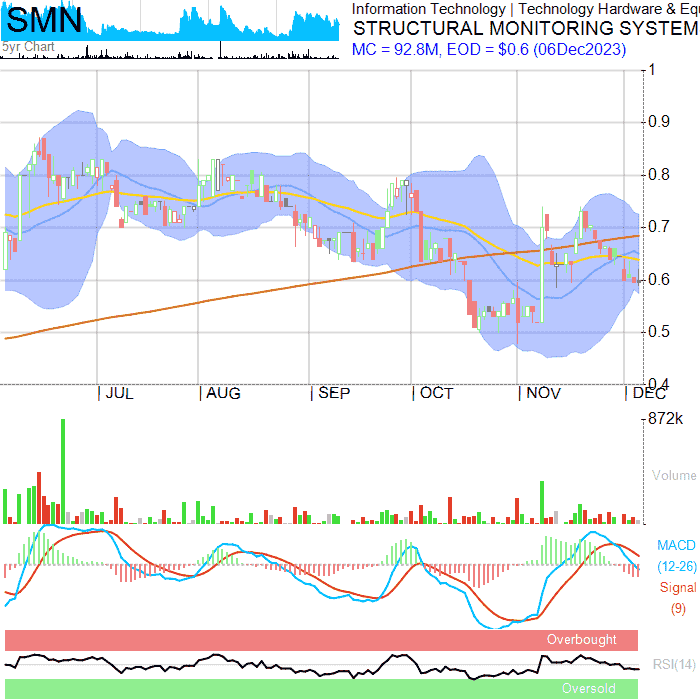 SMN
5yr Chart
Information Technology | Technology Hardware & Eq
STRUCTURAL MONITORING SYSTEM
MC = 92.8M, EOD = $0.6 (06Dec2023)
1
0.9
0.8
0.7
0.6
0.5
0.4
JUL
AUG
SEP
OCT
NOV
DEC
872k
Volume
MACD
(12-26)
Signal
(9)
Overbought
RSI(14)
Oversold